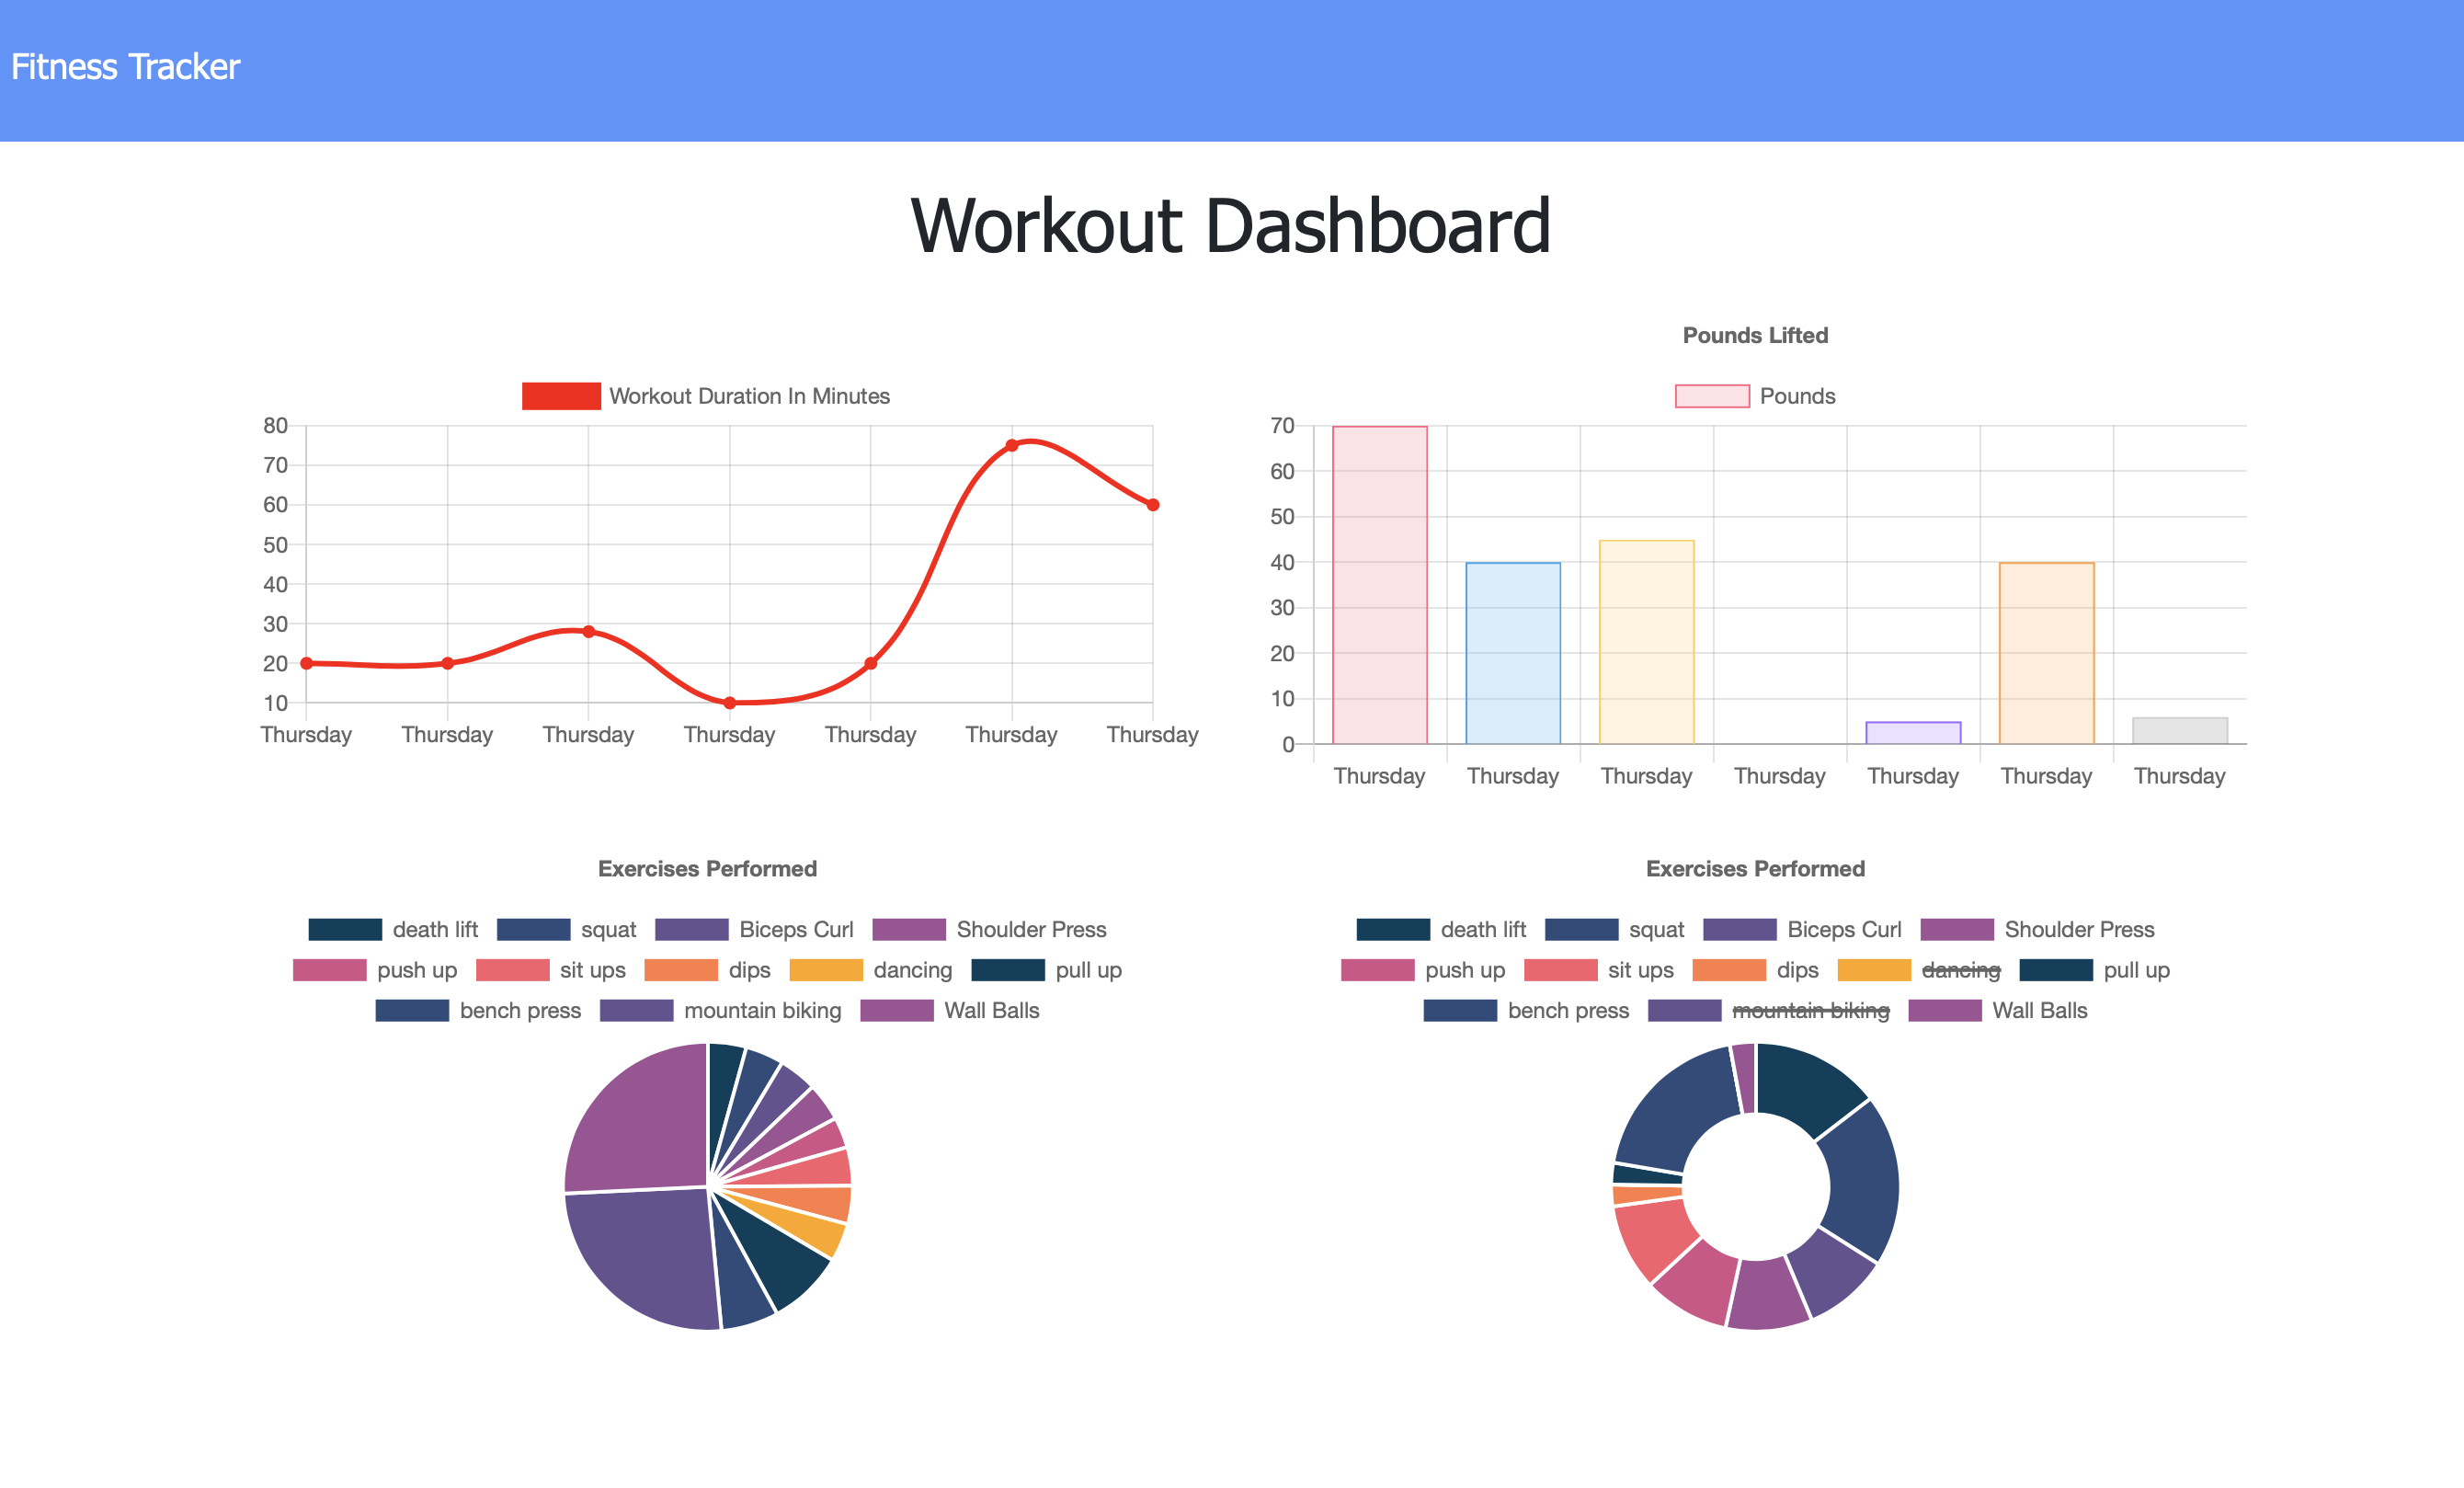 Fitness Tracker
Workout Dashboard
Workout Duration In Minutes
80
70
60
50
40
30
20
10
Thursday Thursday Thursday Thursday Thursday Thursday Thursday
Pounds Lifted
Pounds
70
60
50
40
30
20
10
0
Thursday Thursday Thursday Thursday Thursday Thursday Thursday
Exercises Performed
death lift squat Biceps Curl Shoulder Press
push up sit ups dips dancing pull up
bench press mountain biking Wall Balls
Exercises Performed
death lift squat Biceps Curl Shoulder Press
push up sit ups dips dancing pull up
bench press mountain biking Wall Balls